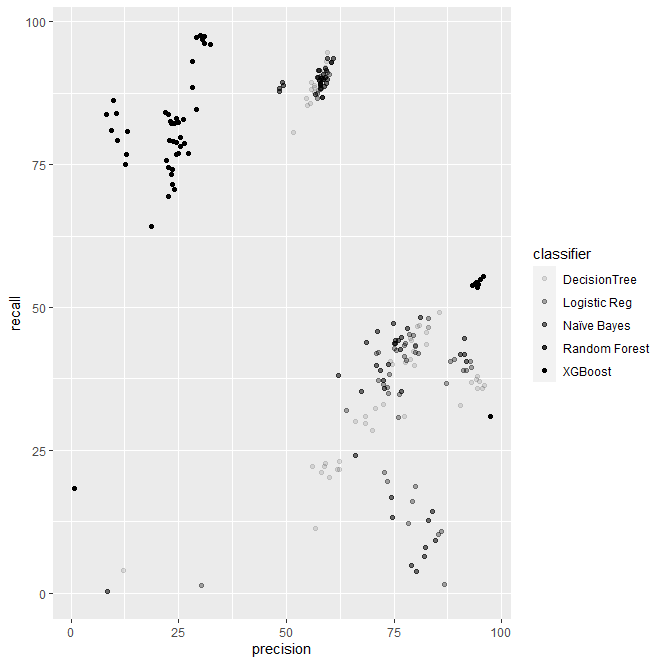 100
75
50
25
0
recall
0
25
50
75
100
precision
classifier
DecisionTree
Logistic Reg
Naïve Bayes
Random Forest
XGBoost